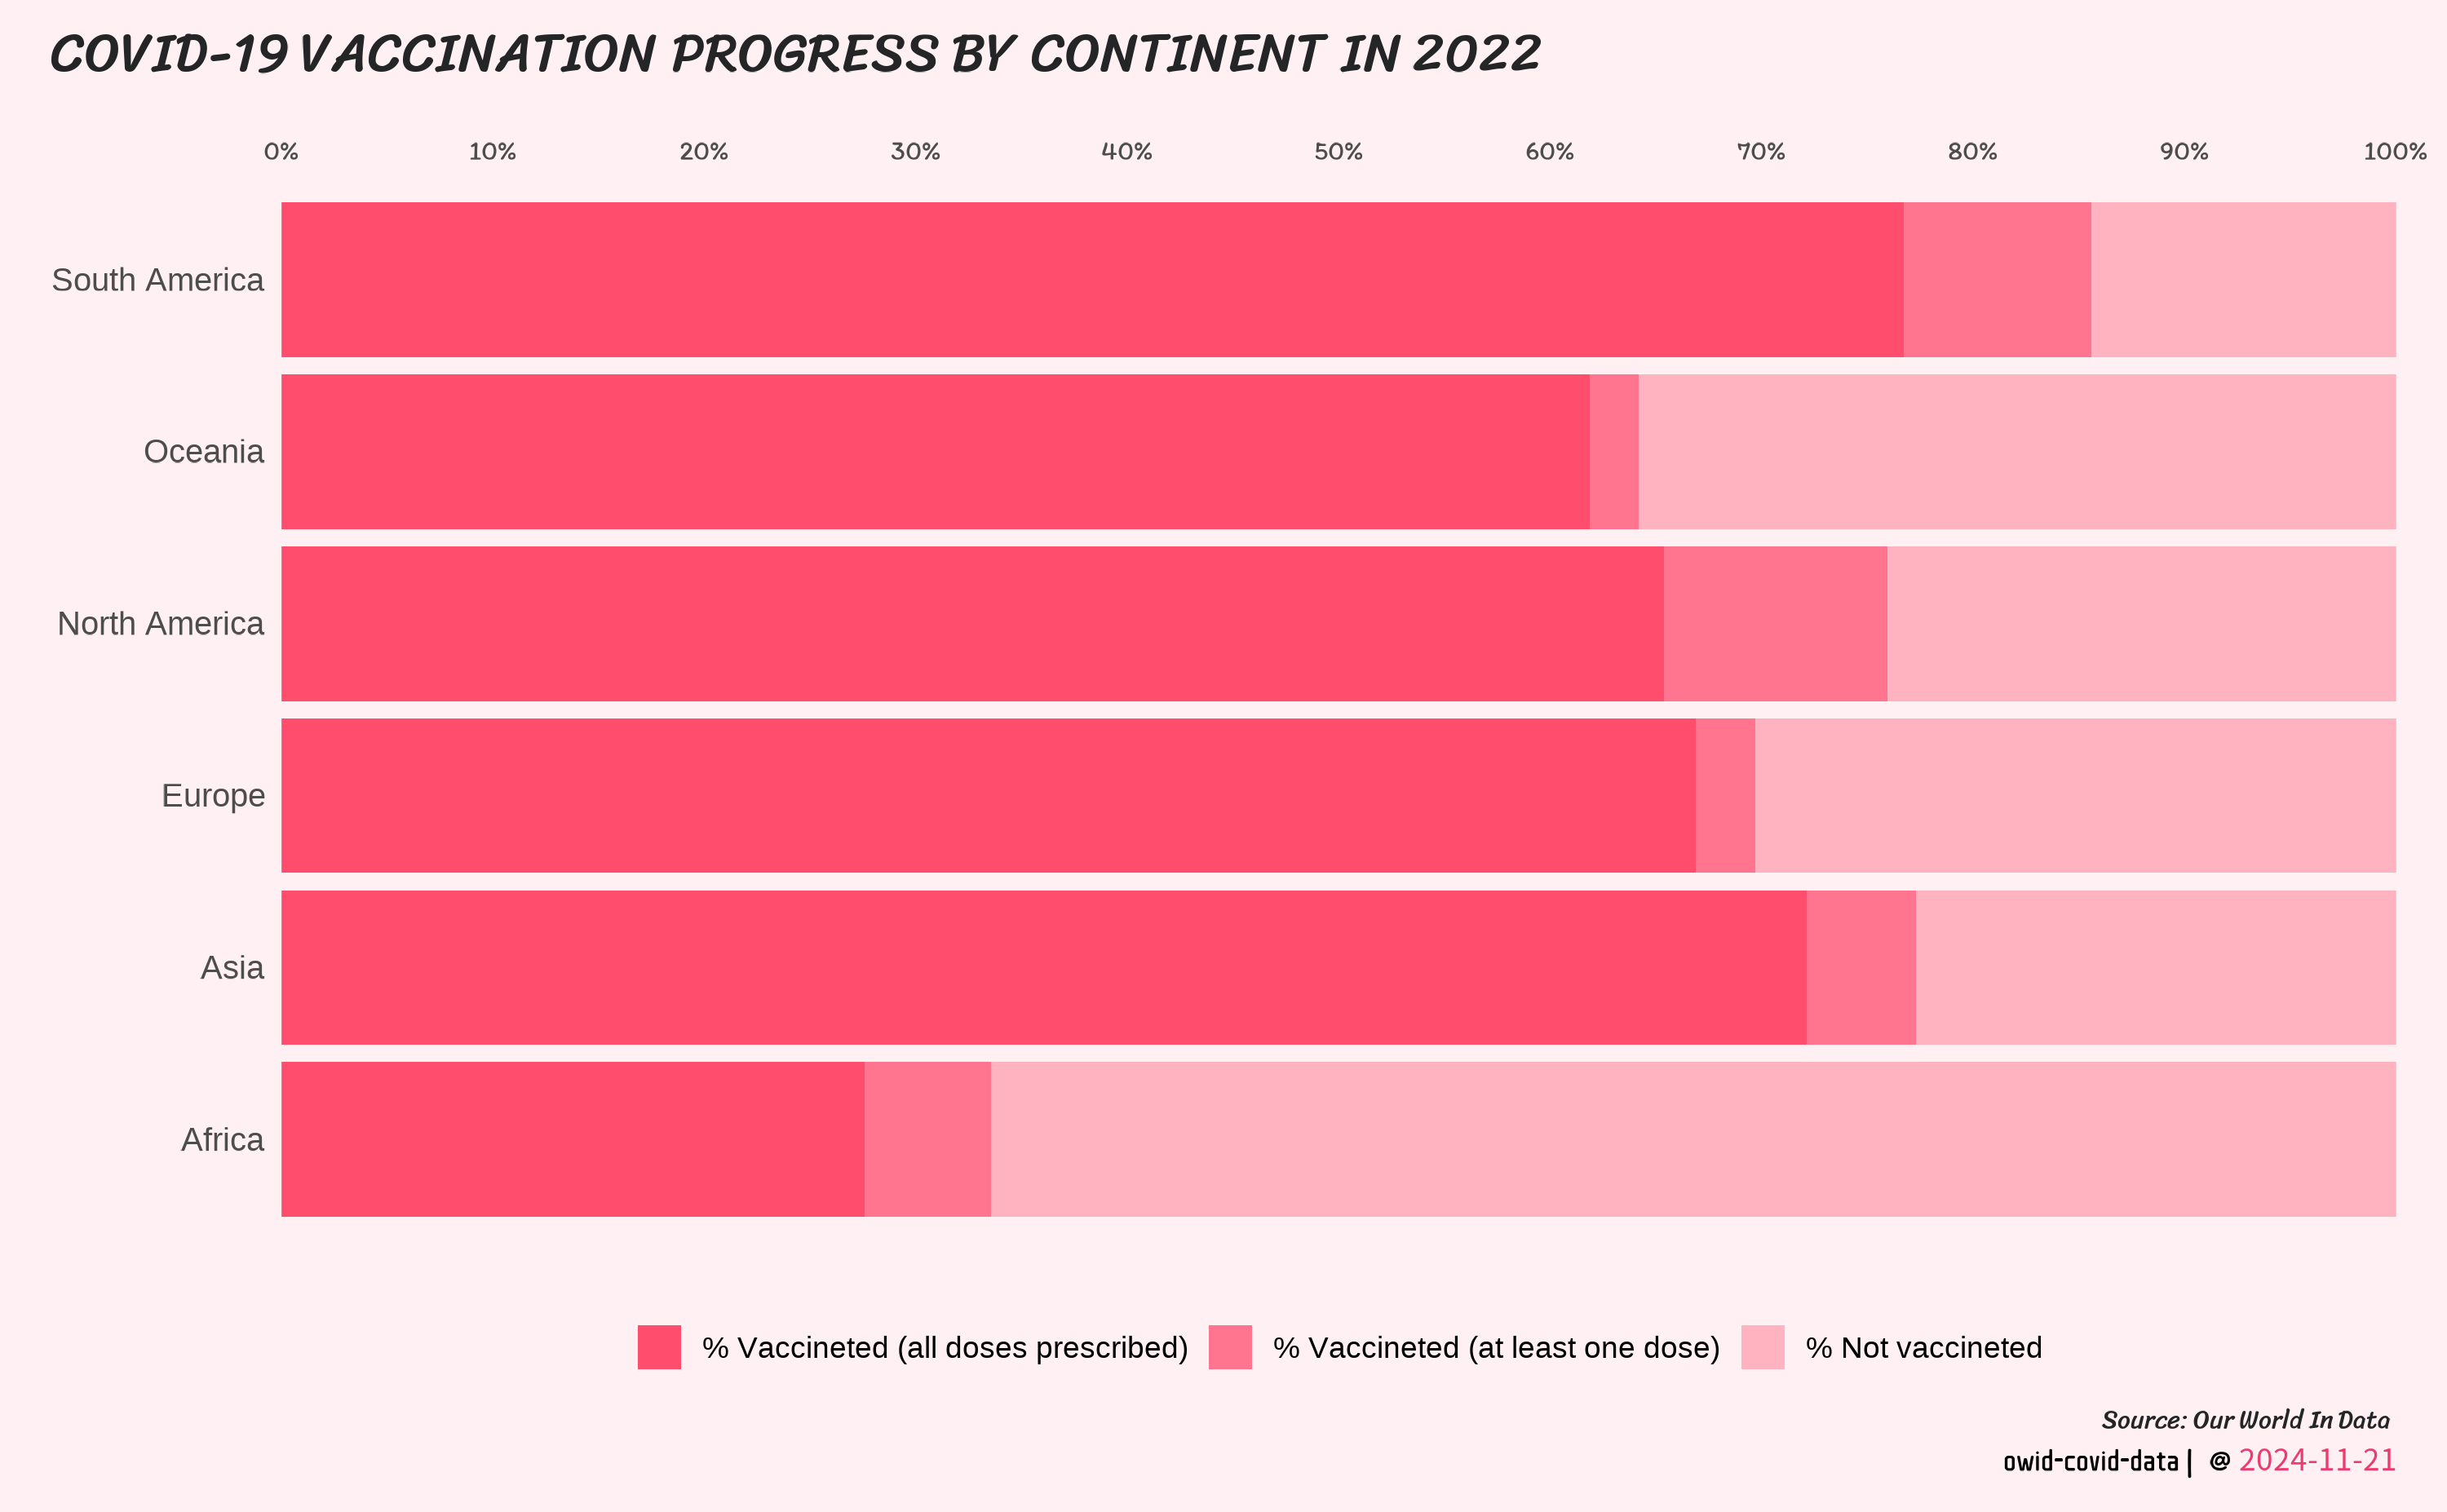 COVID-19 VACCINATION PROGRESS BY CONTINENT IN 2022
0% 10% 20% 30% 40% 50% 60% 70% 80% 90% 100%
South America
Oceania
North America
Europe
Asia
Africa
% Vaccineted (all doses prescribed) % Vaccineted (at least one dose) % Not vaccineted
Source: Our World In Data
owid-covid-data | @ 2024-11-21